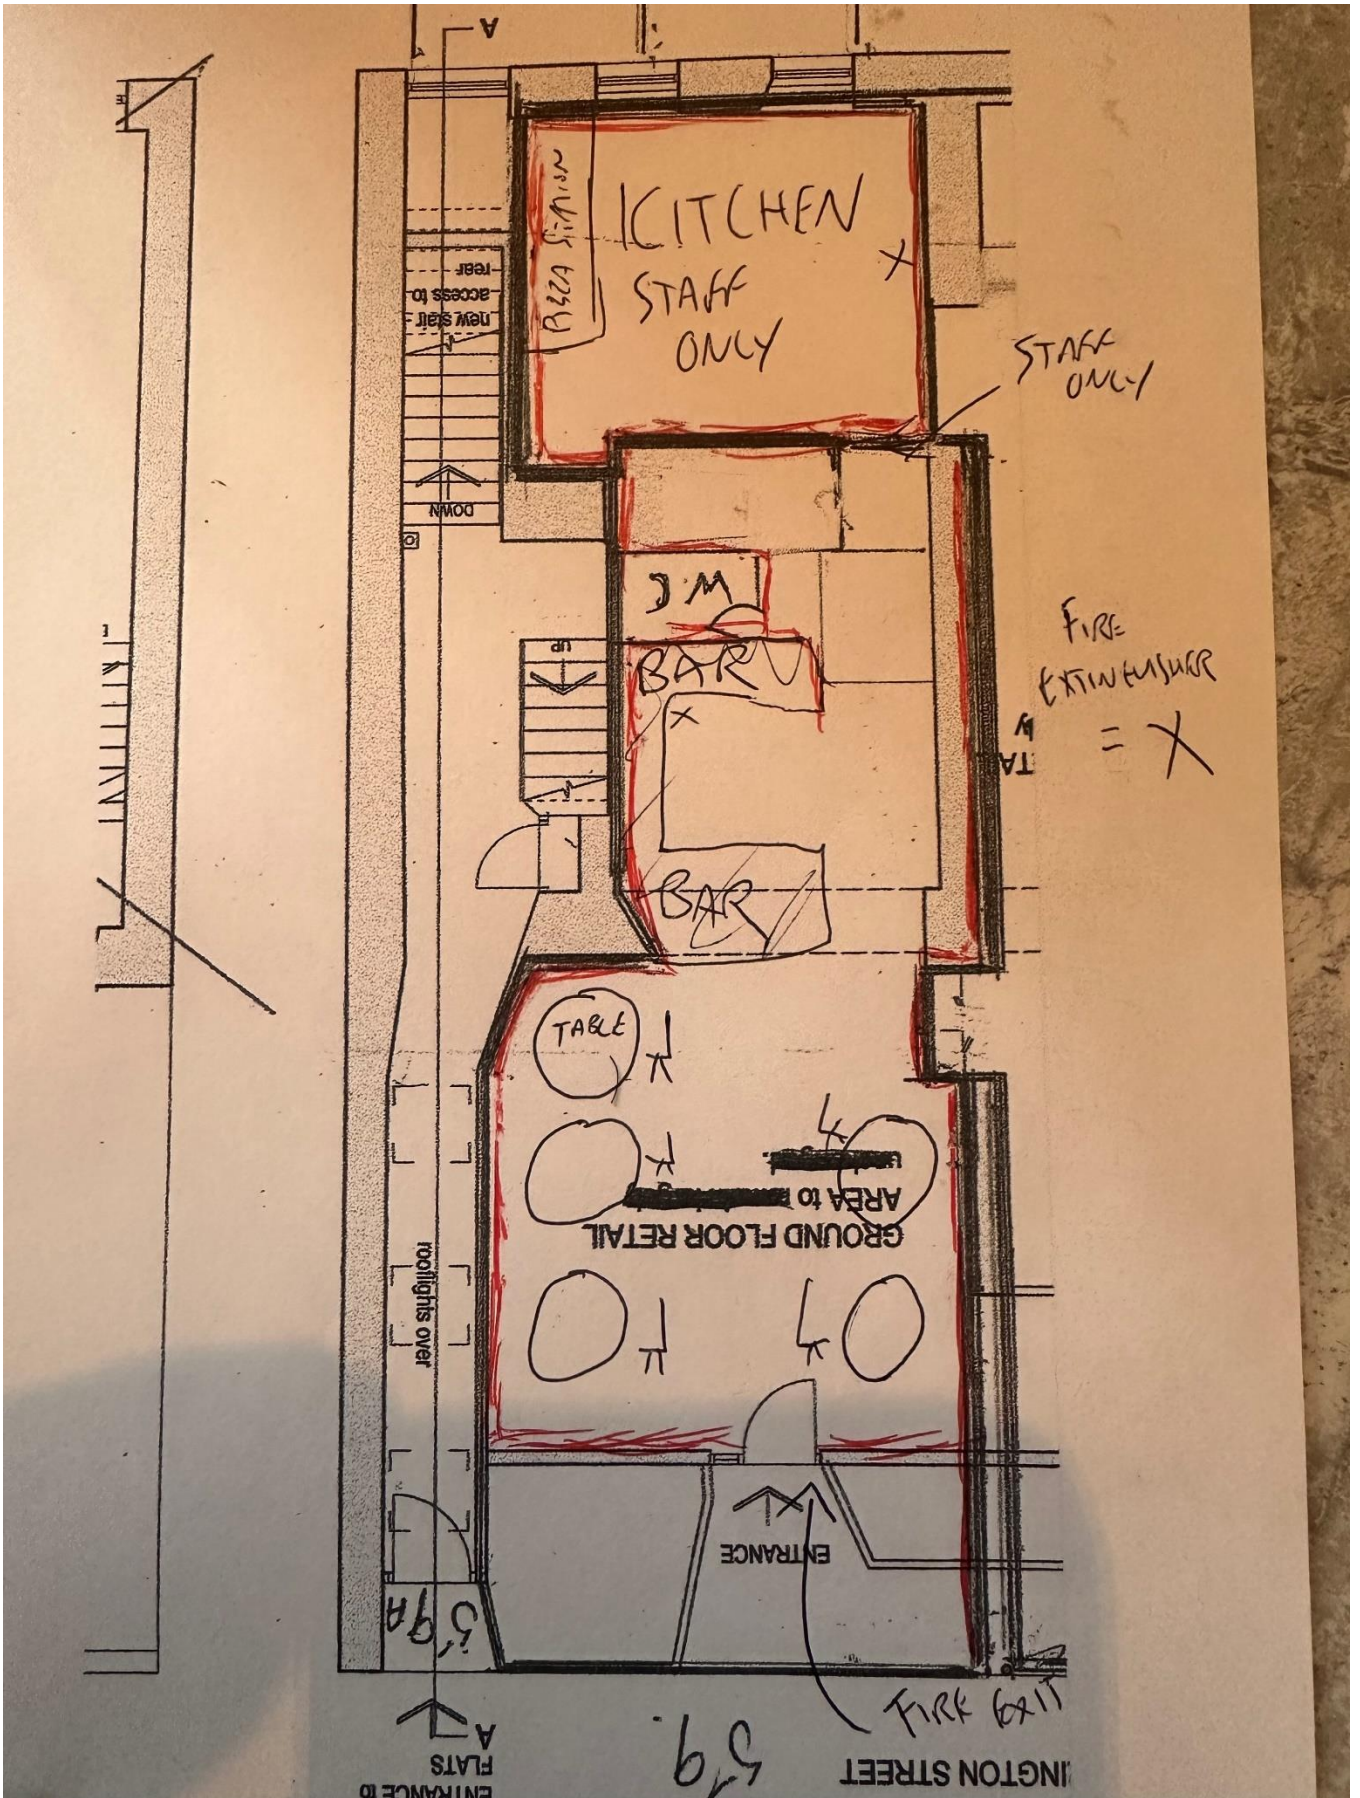 A
PIZZA STATION
KITCHEN
STAFF
ONLY
X
new stair
access to
rear
STAFF
ONLY
DOWN
BAR
X
UP
FIRE
EXTINGUISHER
= X
BAR
TABLE
GROUND FLOOR RETAIL
AREA to
rooflights over
ENTRANCE
59A
FIRE EXIT
59
A
ENTRANCE to
FLATS
INGTON STREET